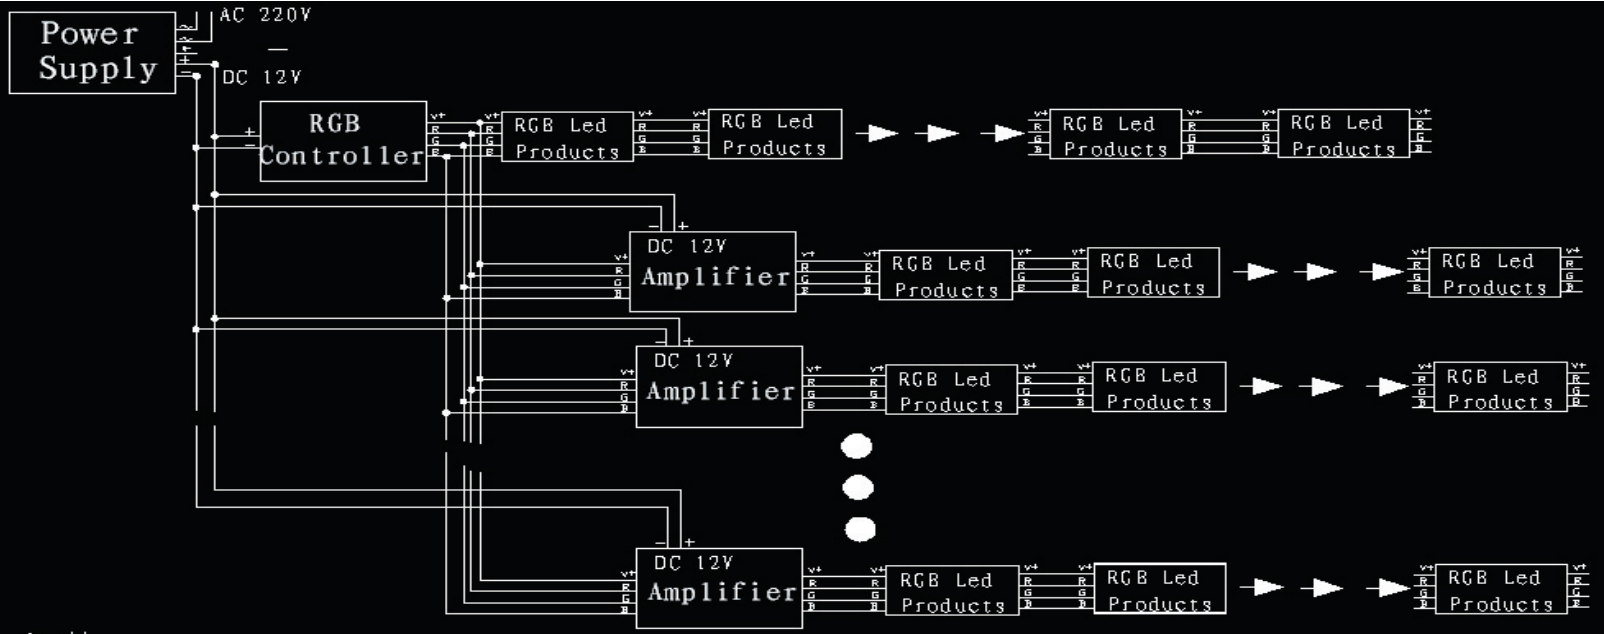 AC 220V
Power
Supply
~
~
+
−
DC 12V
RGB
Controller
+
−
V+
R
G
B
V+
R
G
B
RGB Led
Products
V+
R
G
B
V+
R
G
B
RGB Led
Products
V+
R
G
B
RGB Led
Products
V+
R
G
B
V+
R
G
B
RGB Led
Products
V+
R
G
B
− +
DC 12V
Amplifier
V+
R
G
B
V+
R
G
B
V+
R
G
B
RGB Led
Products
V+
R
G
B
V+
R
G
B
RGB Led
Products
V+
R
G
B
RGB Led
Products
V+
R
G
B
− +
DC 12V
Amplifier
V+
R
G
B
V+
R
G
B
V+
R
G
B
RGB Led
Products
V+
R
G
B
V+
R
G
B
RGB Led
Products
V+
R
G
B
RGB Led
Products
V+
R
G
B
− +
DC 12V
Amplifier
V+
R
G
B
V+
R
G
B
V+
R
G
B
RGB Led
Products
V+
R
G
B
V+
R
G
B
RGB Led
Products
V+
R
G
B
RGB Led
Products
V+
R
G
B